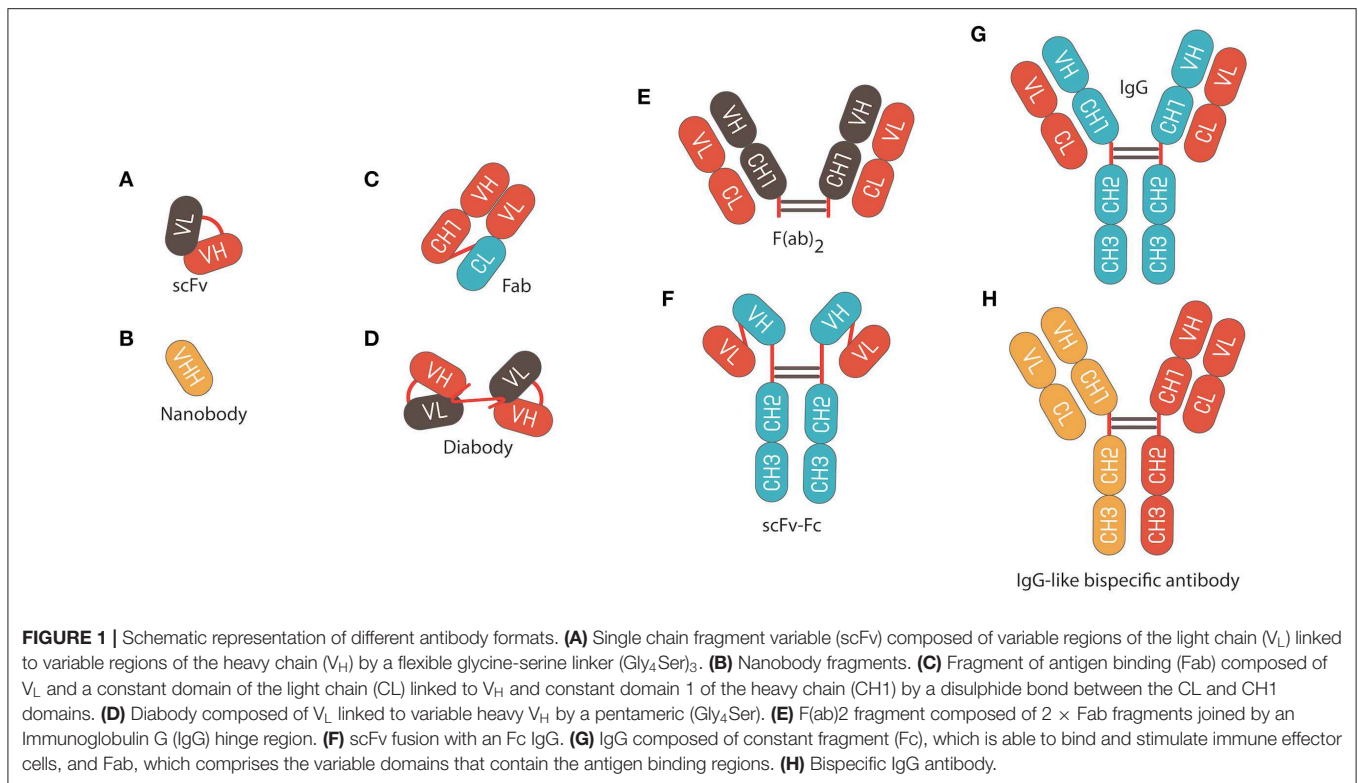 A
VL
VH
scFv
B
VHH
Nanobody
C
VH
VL
CH1
CL
Fab
D
VH
VL
VL
VH
Diabody
E
VH
VL
CH1
CL
VH
VL
CH1
CL
F(ab)2
F
VH
VL
VH
VL
CH2
CH2
CH3
CH3
scFv-Fc
G
IgG
VH
VL
CH1
CL
VH
VL
CH1
CL
CH2
CH2
CH3
CH3
H
VH
VL
CH1
CL
VH
VL
CH1
CL
CH2
CH2
CH3
CH3
IgG-like bispecific antibody
FIGURE 1 | Schematic representation of different antibody formats. (A) Single chain fragment variable (scFv) composed of variable regions of the light chain (VL) linked
to variable regions of the heavy chain (VH) by a flexible glycine-serine linker (Gly4Ser)3. (B) Nanobody fragments. (C) Fragment of antigen binding (Fab) composed of
VL and a constant domain of the light chain (CL) linked to VH and constant domain 1 of the heavy chain (CH1) by a disulphide bond between the CL and CH1
domains. (D) Diabody composed of VL linked to variable heavy VH by a pentameric (Gly4Ser). (E) F(ab)2 fragment composed of 2 × Fab fragments joined by an
Immunoglobulin G (IgG) hinge region. (F) scFv fusion with an Fc IgG. (G) IgG composed of constant fragment (Fc), which is able to bind and stimulate immune effector
cells, and Fab, which comprises the variable domains that contain the antigen binding regions. (H) Bispecific IgG antibody.